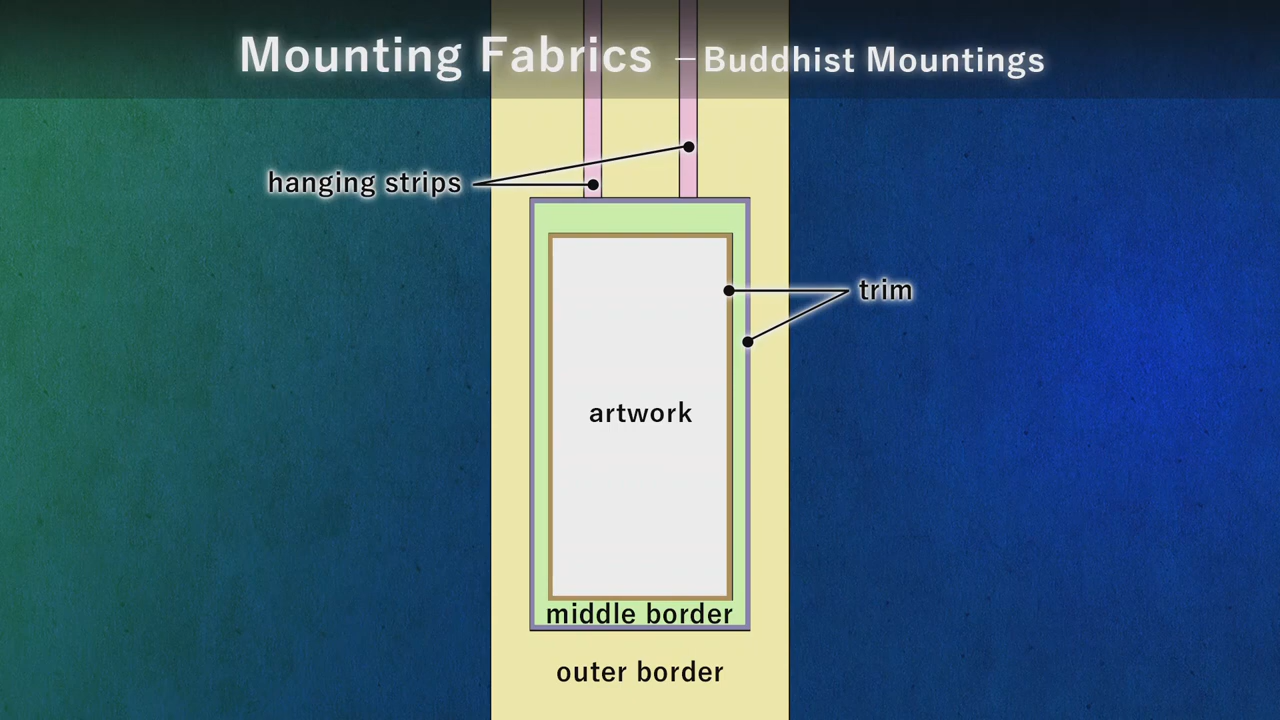 Mounting Fabrics — Buddhist Mountings
hanging strips
trim
artwork
middle border
outer border